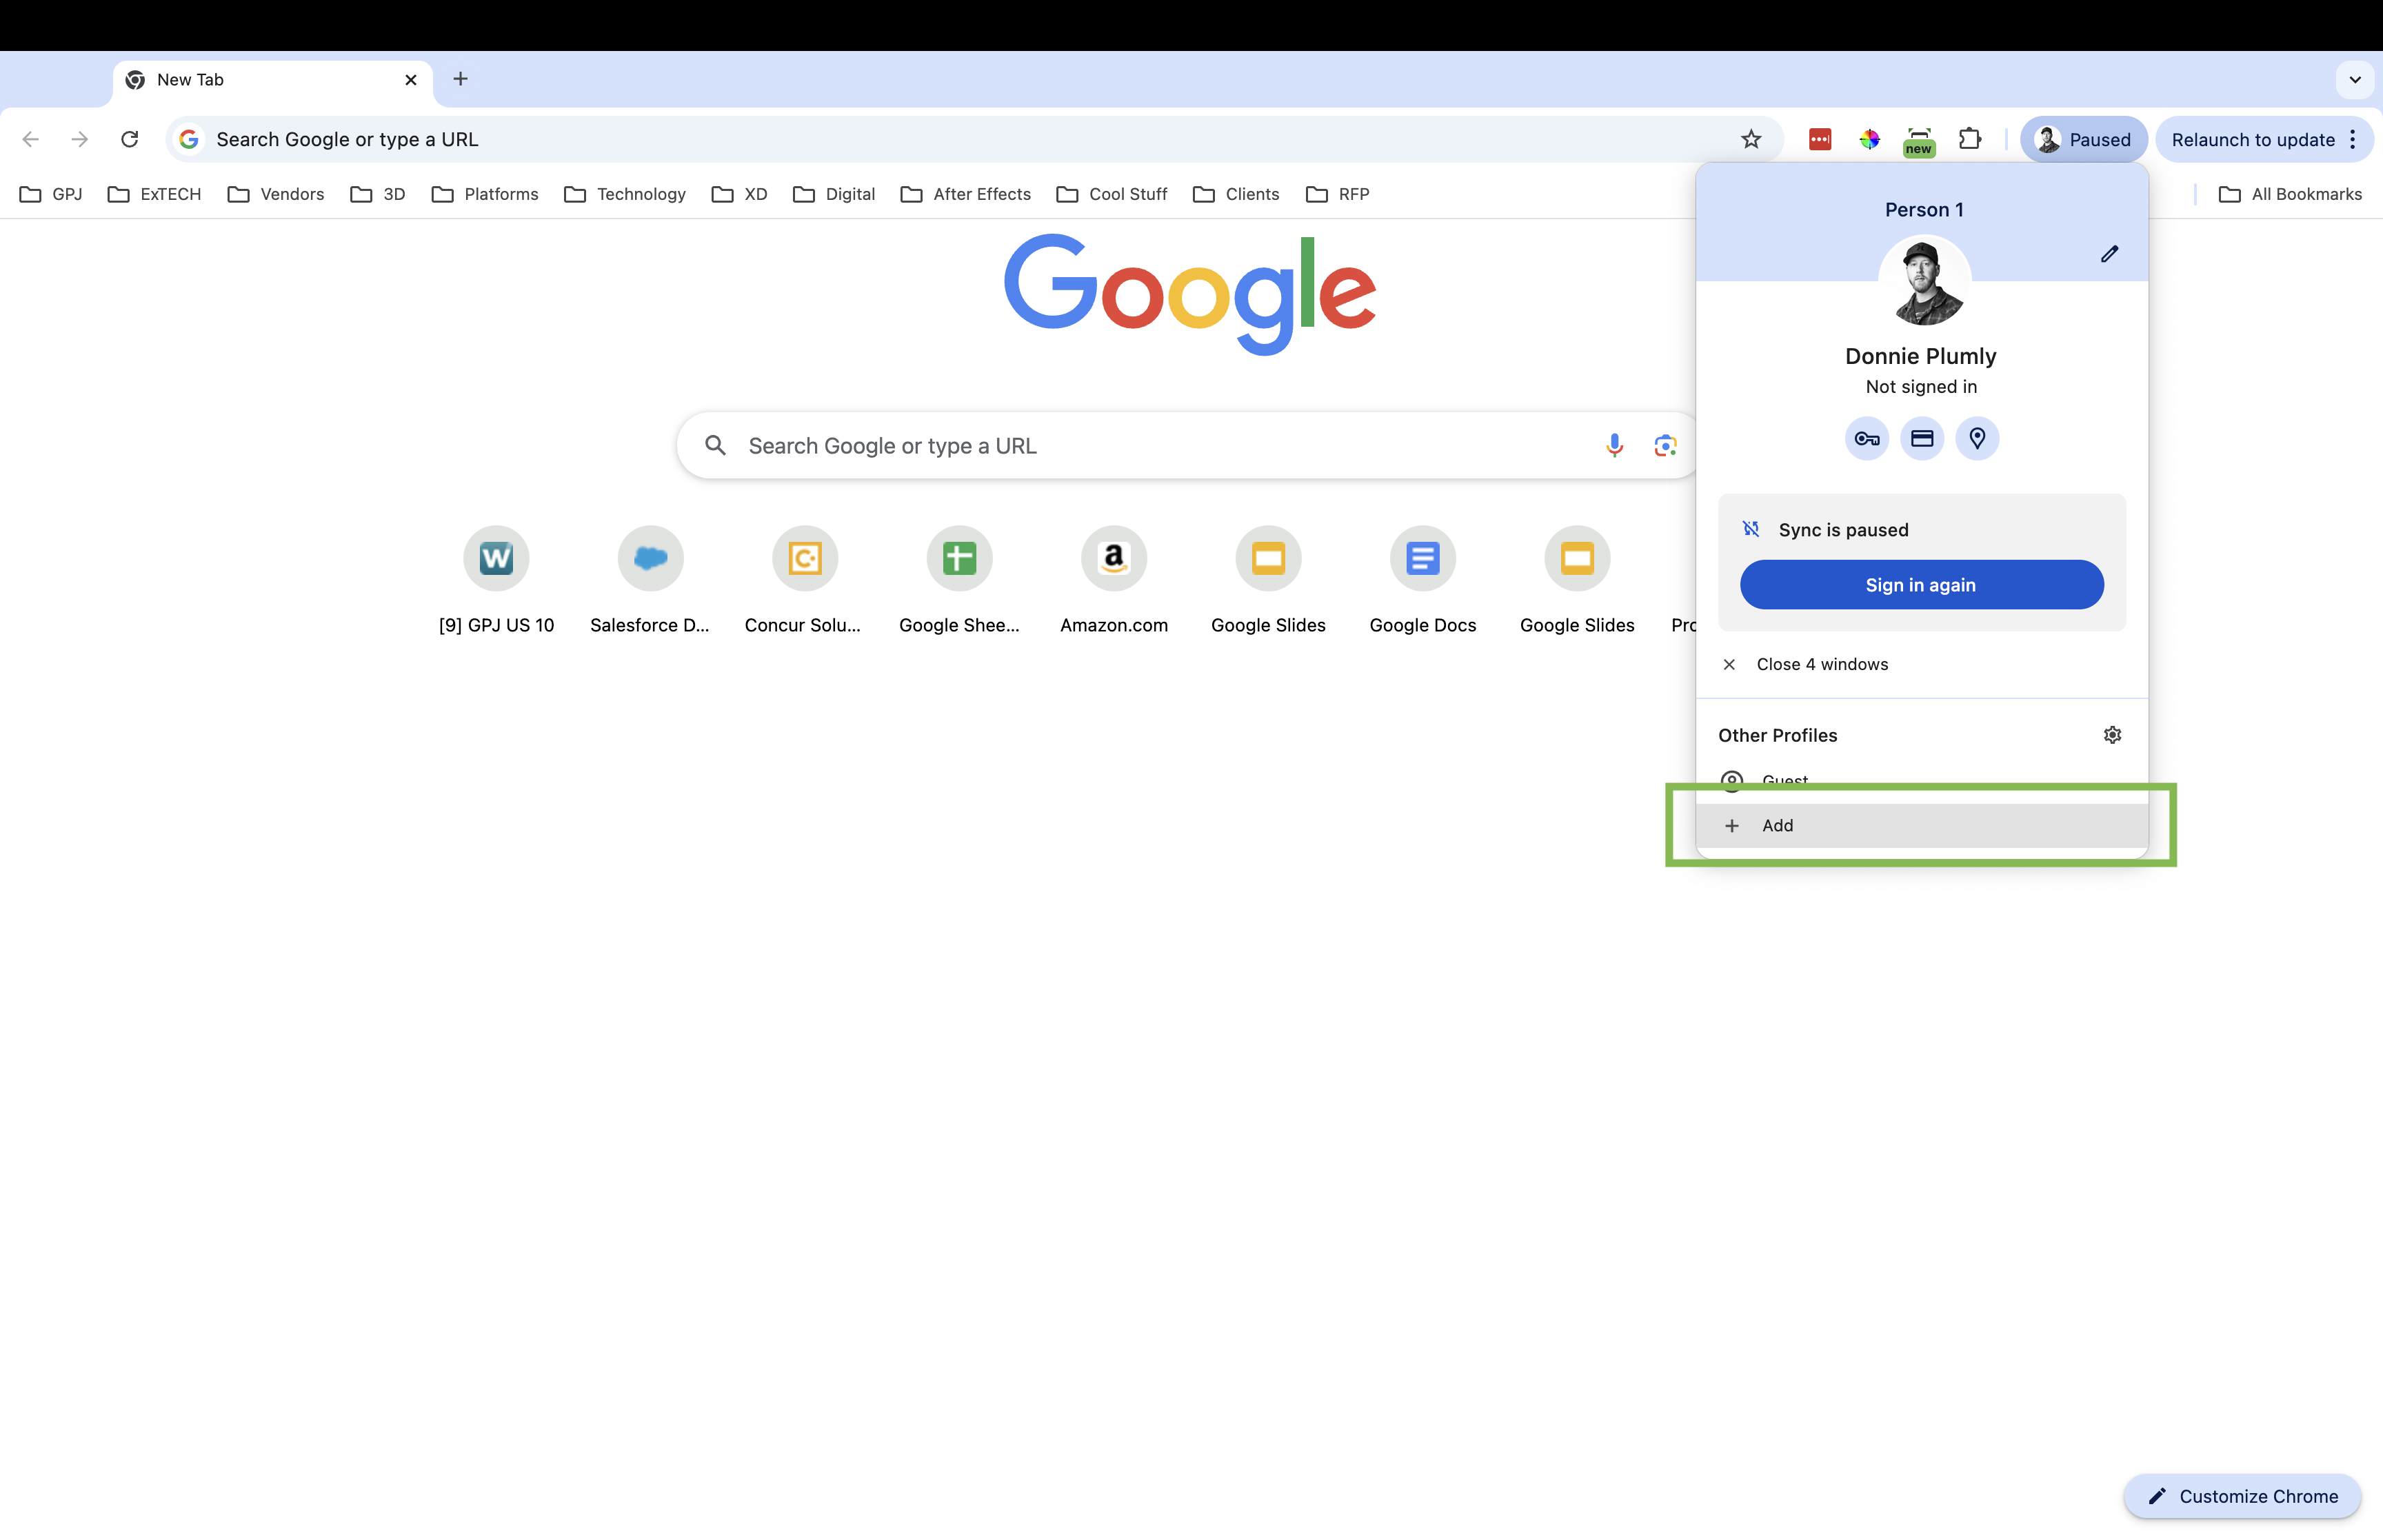 New Tab
Search Google or type a URL
new
Paused
Relaunch to update
GPJ
ExTECH
Vendors
3D
Platforms
Technology
XD
Digital
After Effects
Cool Stuff
Clients
RFP
All Bookmarks
Google
Search Google or type a URL
[9] GPJ US 10
Salesforce D...
Concur Solu...
Google Shee...
Amazon.com
Google Slides
Google Docs
Google Slides
Pro
Person 1
Donnie Plumly
Not signed in
Sync is paused
Sign in again
Close 4 windows
Other Profiles
Guest
Add
Customize Chrome